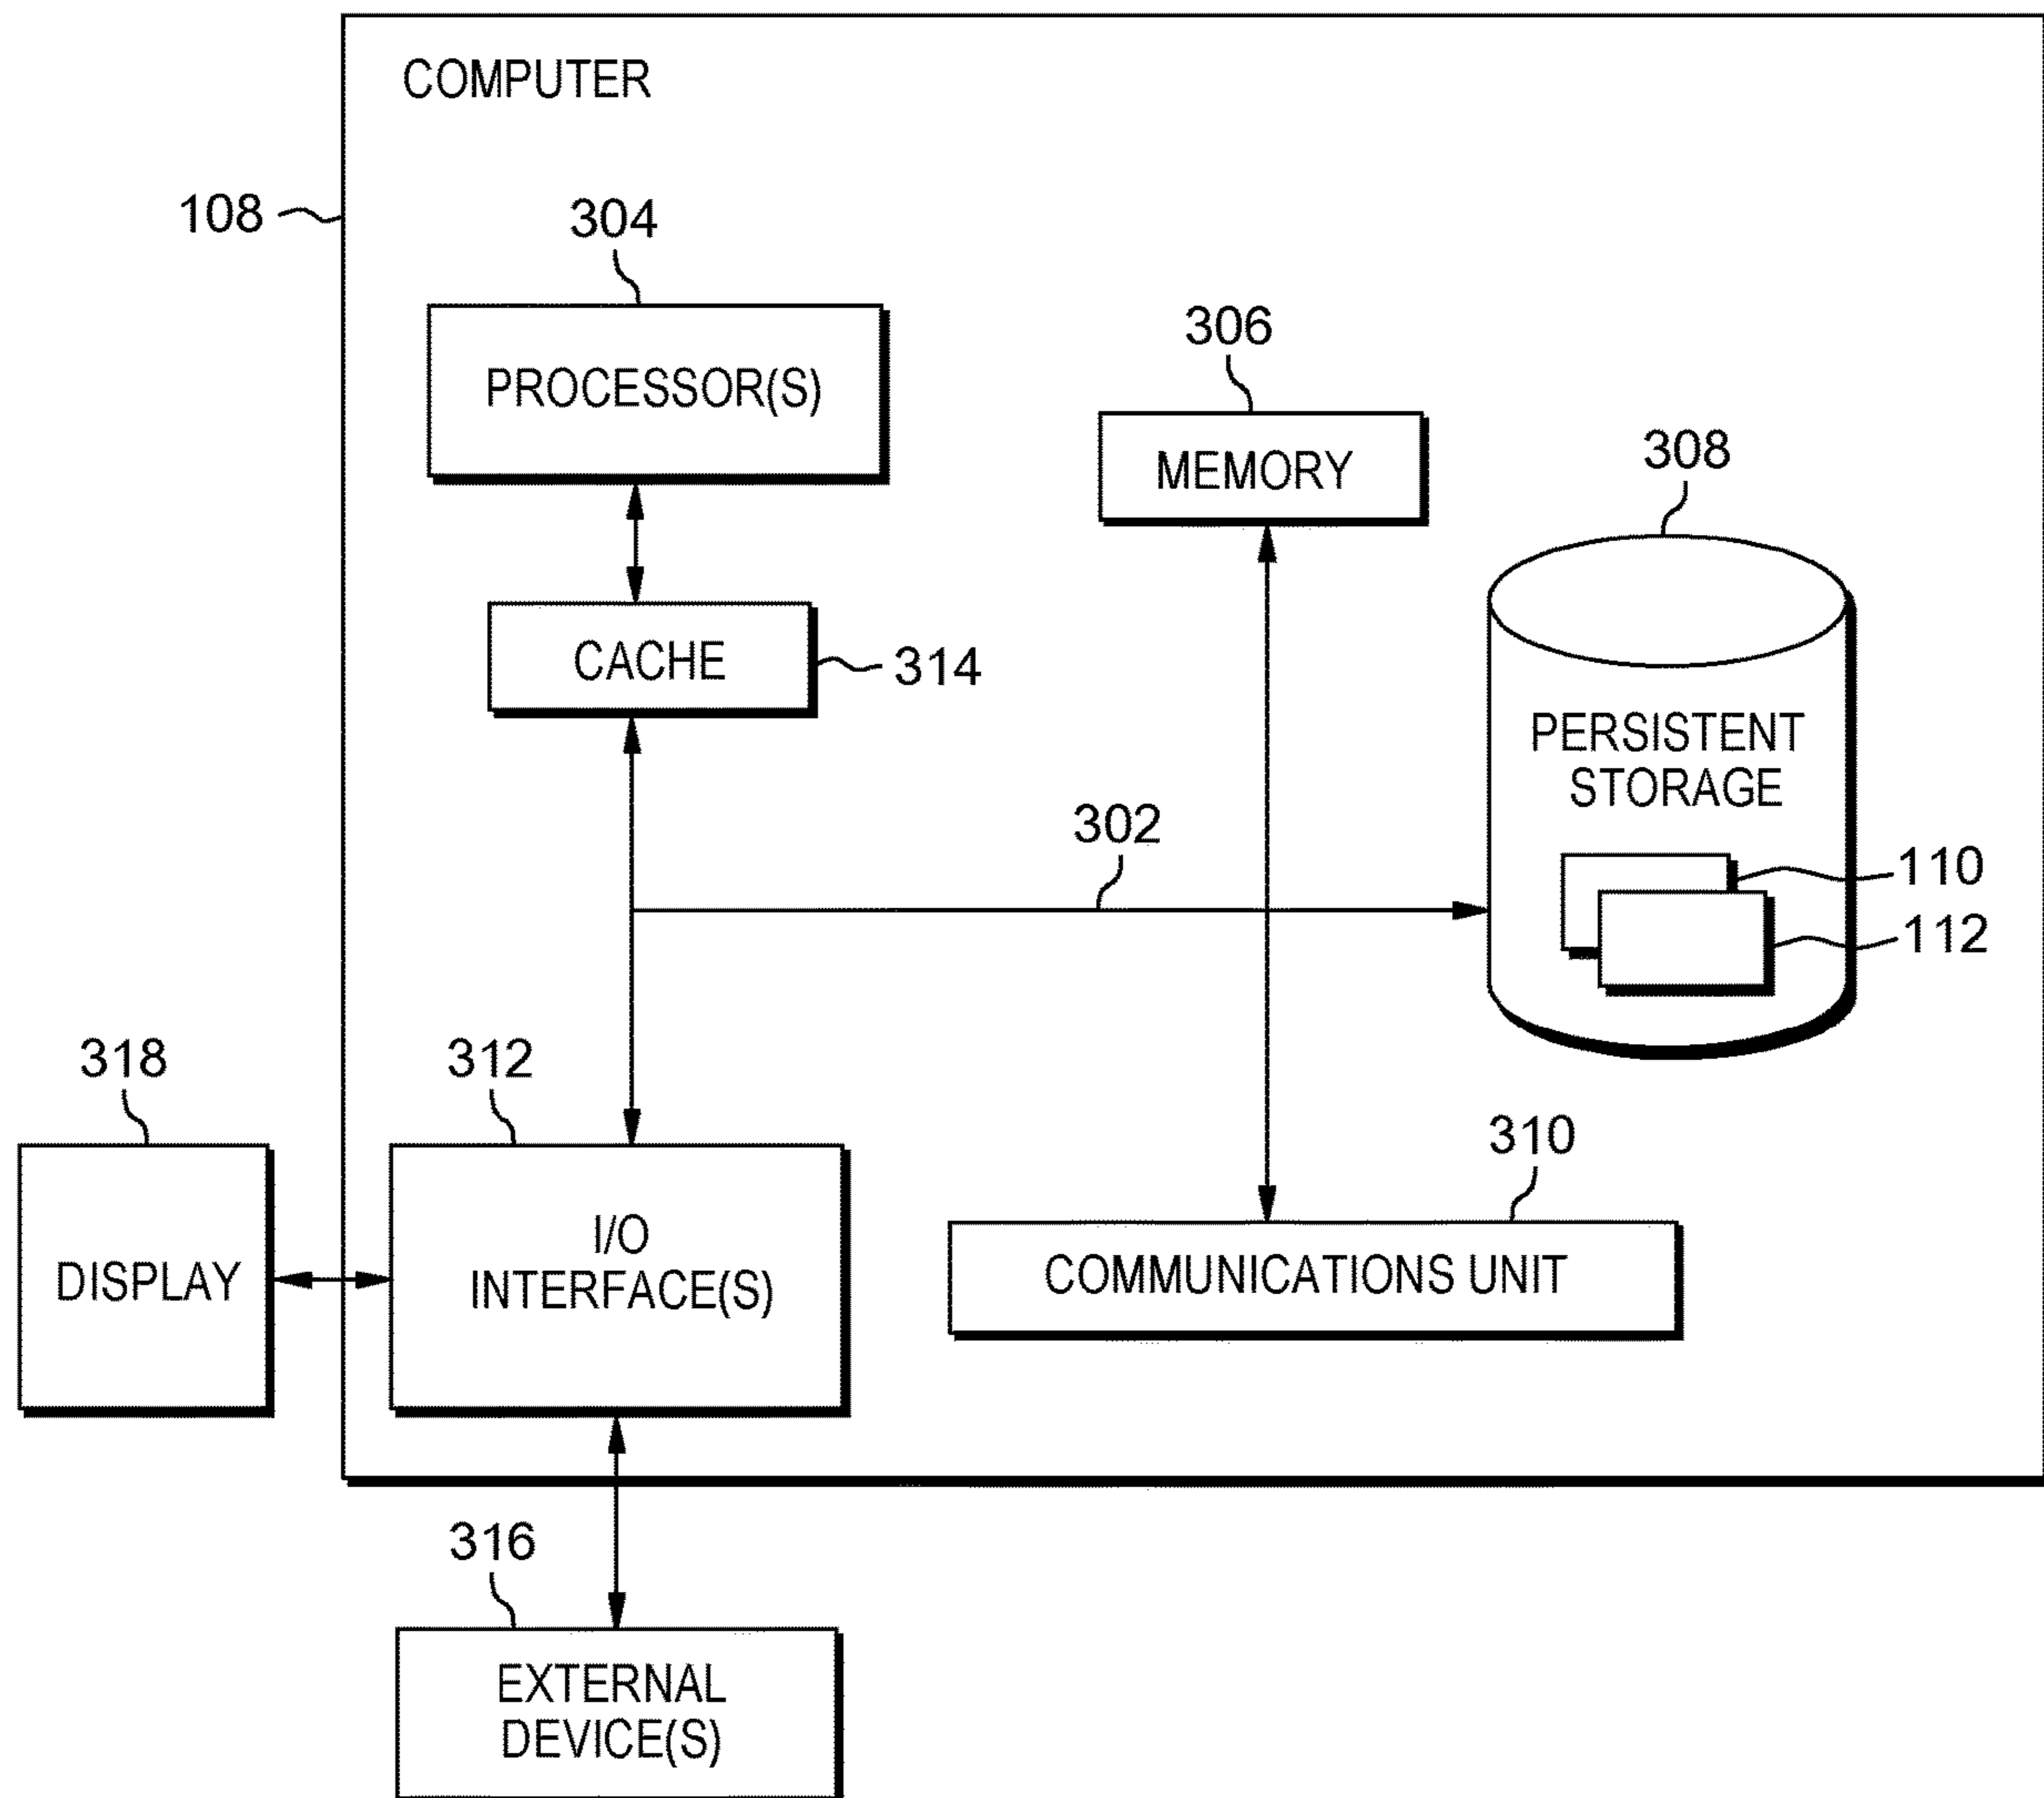 COMPUTER
108
304
PROCESSOR(S)
306
MEMORY
308
CACHE
314
PERSISTENT
STORAGE
302
110
112
318
312
310
DISPLAY
I/O
INTERFACE(S)
COMMUNICATIONS UNIT
316
EXTERNAL
DEVICE(S)